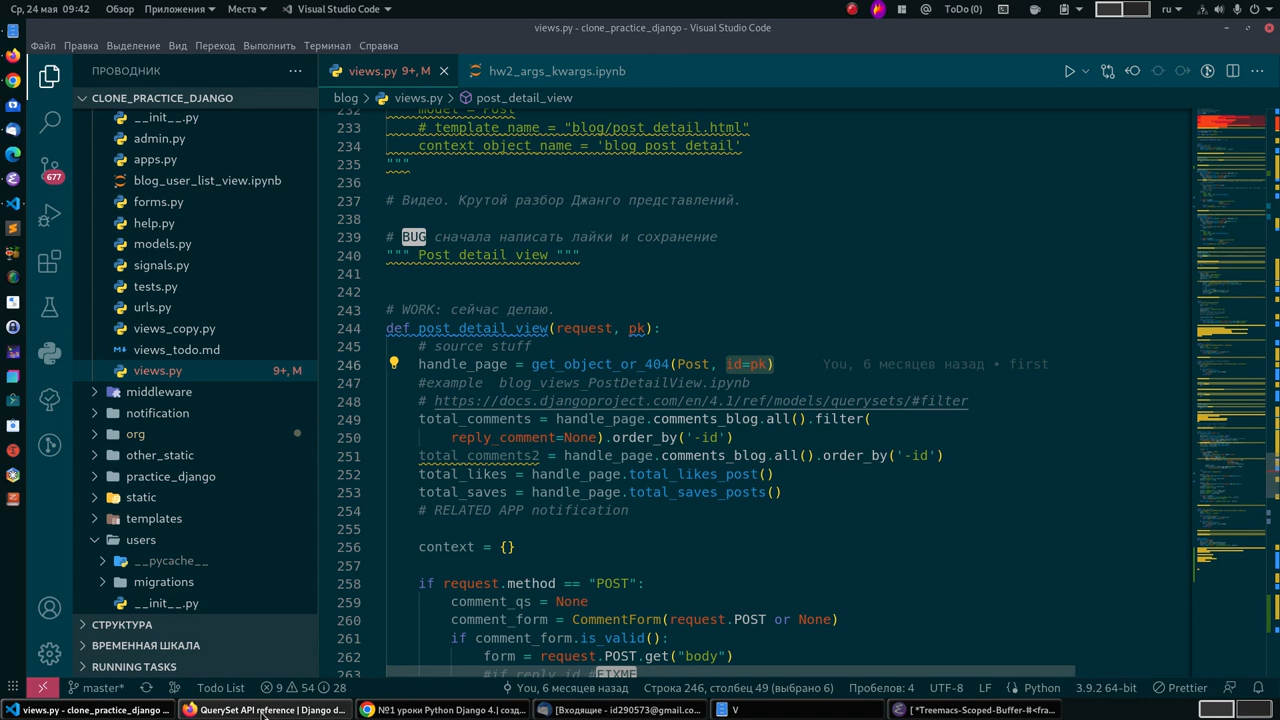 Ср, 24 мая 09:42 Обзор Приложения Места Visual Studio Code @ ToDo(0) ru
views.py - clone_practice_django - Visual Studio Code
Файл Правка Выделение Вид Переход Выполнить Терминал Справка
ПРОВОДНИК
views.py 9+, M
hw2_args_kwargs.ipynb
CLONE_PRACTICE_DJANGO
blog > views.py > post_detail_view
__init__.py
admin.py
apps.py
blog_user_list_view.ipynb
forms.py
help.py
models.py
signals.py
tests.py
urls.py
views_copy.py
views_todo.md
views.py 9+, M
middleware
notification
org
other_static
practice_django
static
templates
users
__pycache__
migrations
__init__.py
СТРУКТУРА
ВРЕМЕННАЯ ШКАЛА
RUNNING TASKS
677
232 model = Post
233 # template_name = "blog/post_detail.html"
234 context_object_name = 'blog_post_detail'
235 """
236
237 # Видео. Крутой разбор Джанго представлений.
238
239 # BUG сначала написать лайки и сохранение
240 """ Post_detail_view """
241
242
243 # WORK: сейчас делаю.
244 def post_detail_view(request, pk):
245 # source stuff
246 handle_page = get_object_or_404(Post, id=pk) You, 6 месяцев назад • first
247 #example blog_views_PostDetailView.ipynb
248 # https://docs.djangoproject.com/en/4.1/ref/models/querysets/#filter
249 total_comments = handle_page.comments_blog.all().filter(
250 reply_comment=None).order_by('-id')
251 total_comments = handle_page.comments_blog.all().order_by('-id')
252 total_likes = handle_page.total_likes_post()
253 total_saves = handle_page.total_saves_posts()
254 # RELATED APP notification
255
256 context = {}
257
258 if request.method == "POST":
259 comment_qs = None
260 comment_form = CommentForm(request.POST or None)
261 if comment_form.is_valid():
262 form = request.POST.get("body")
263 #if reply_id #FIXME
master* Todo List 9 54 28 You, 6 месяцев назад Строка 246, столбец 49 (выбрано 6) Пробелов: 4 UTF-8 LF Python 3.9.2 64-bit Prettier
views.py - clone_practice_django ... QuerySet API reference | Django d... №1 уроки Python Django 4.| созд... [Входящие - id290573@gmail.co... V [ *Treemacs-Scoped-Buffer-#<fra...